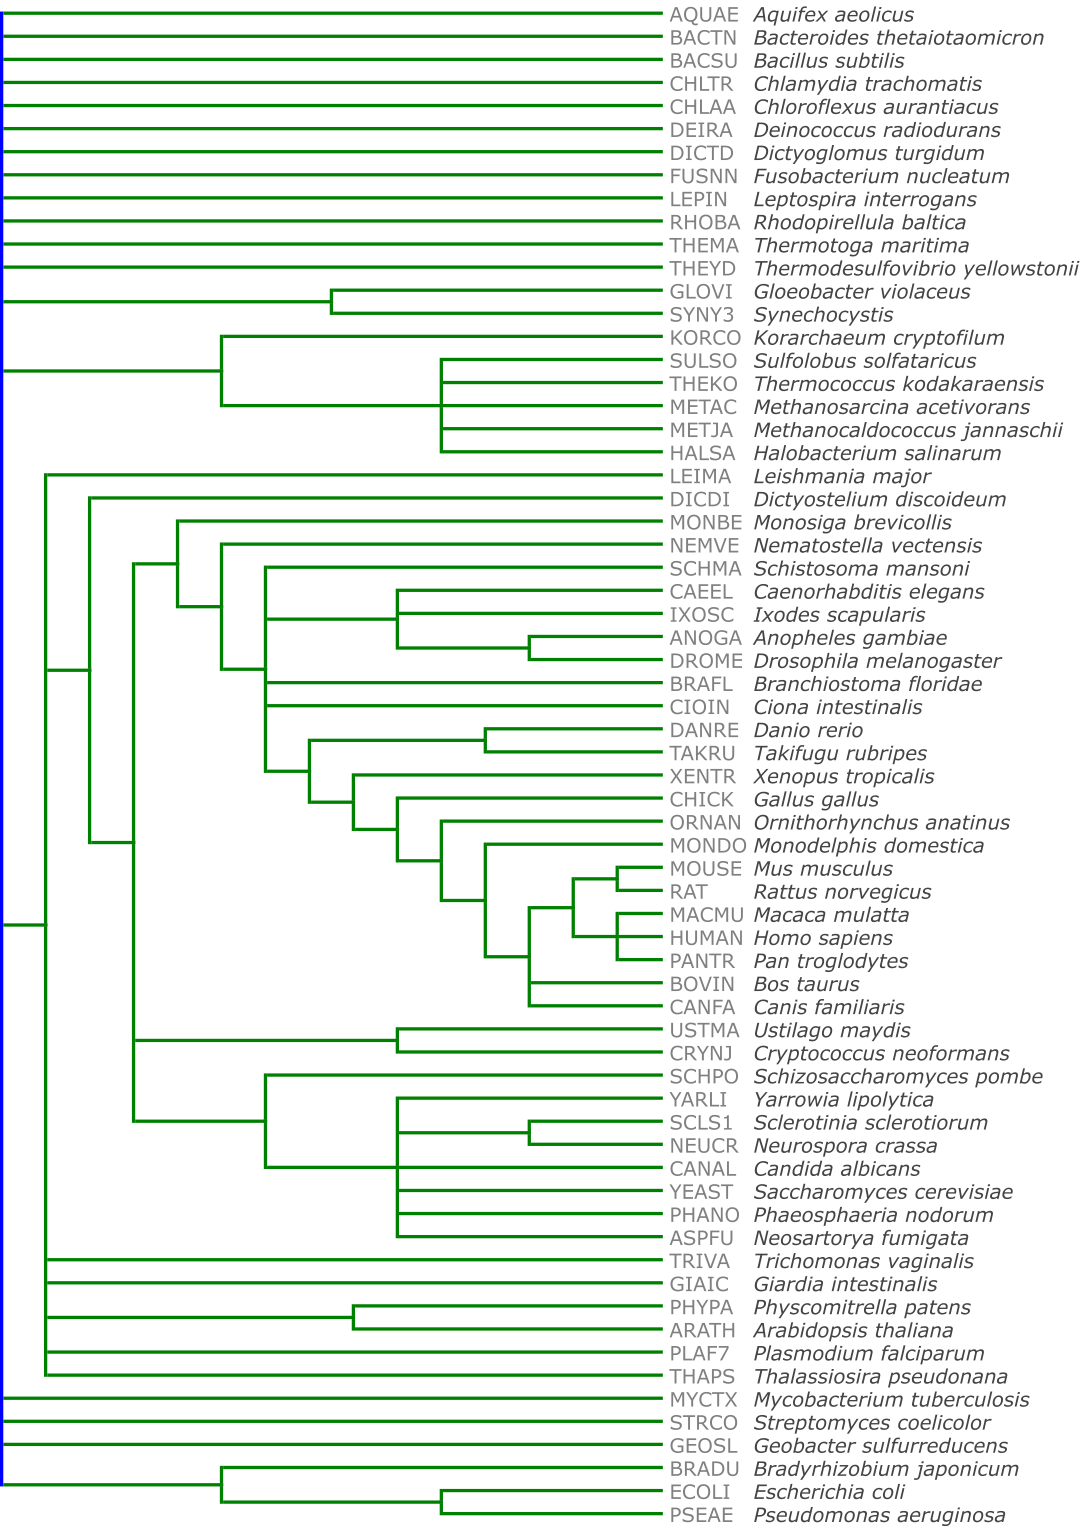 AQUAE Aquifex aeolicus
BACTN Bacteroides thetaiotaomicron
BACSU Bacillus subtilis
CHLTR Chlamydia trachomatis
CHLAA Chloroflexus aurantiacus
DEIRA Deinococcus radiodurans
DICTD Dictyoglomus turgidum
FUSNN Fusobacterium nucleatum
LEPIN Leptospira interrogans
RHOBA Rhodopirellula baltica
THEMA Thermotoga maritima
THEYD Thermodesulfovibrio yellowstonii
GLOVI Gloeobacter violaceus
SYNY3 Synechocystis
KORCO Korarchaeum cryptofilum
SULSO Sulfolobus solfataricus
THEKO Thermococcus kodakaraensis
METAC Methanosarcina acetivorans
METJA Methanocaldococcus jannaschii
HALSA Halobacterium salinarum
LEIMA Leishmania major
DICDI Dictyostelium discoideum
MONBE Monosiga brevicollis
NEMVE Nematostella vectensis
SCHMA Schistosoma mansoni
CAEEL Caenorhabditis elegans
IXOSC Ixodes scapularis
ANOGA Anopheles gambiae
DROME Drosophila melanogaster
BRAFL Branchiostoma floridae
CIOIN Ciona intestinalis
DANRE Danio rerio
TAKRU Takifugu rubripes
XENTR Xenopus tropicalis
CHICK Gallus gallus
ORNAN Ornithorhynchus anatinus
MONDO Monodelphis domestica
MOUSE Mus musculus
RAT Rattus norvegicus
MACMU Macaca mulatta
HUMAN Homo sapiens
PANTR Pan troglodytes
BOVIN Bos taurus
CANFA Canis familiaris
USTMA Ustilago maydis
CRYNJ Cryptococcus neoformans
SCHPO Schizosaccharomyces pombe
YARLI Yarrowia lipolytica
SCLS1 Sclerotinia sclerotiorum
NEUCR Neurospora crassa
CANAL Candida albicans
YEAST Saccharomyces cerevisiae
PHANO Phaeosphaeria nodorum
ASPFU Neosartorya fumigata
TRIVA Trichomonas vaginalis
GIAIC Giardia intestinalis
PHYPA Physcomitrella patens
ARATH Arabidopsis thaliana
PLAF7 Plasmodium falciparum
THAPS Thalassiosira pseudonana
MYCTX Mycobacterium tuberculosis
STRCO Streptomyces coelicolor
GEOSL Geobacter sulfurreducens
BRADU Bradyrhizobium japonicum
ECOLI Escherichia coli
PSEAE Pseudomonas aeruginosa